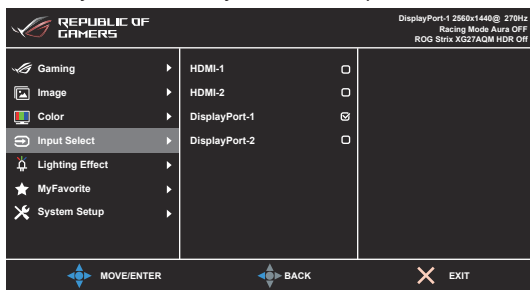 REPUBLIC OF
GAMERS
DisplayPort-1 2560x1440@ 270Hz
Racing Mode Aura OFF
ROG Strix XG27AQM HDR Off
Gaming
Image
Color
Input Select
Lighting Effect
MyFavorite
System Setup
HDMI-1
HDMI-2
DisplayPort-1
DisplayPort-2
MOVE/ENTER
BACK
EXIT